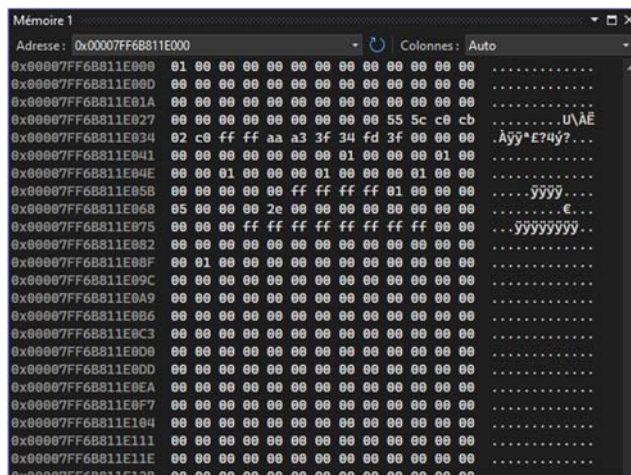 Mémoire 1
Adresse : 0x00007FF6B811E000 Colonnes : Auto
0x00007FF6B811E000 01 00 00 00 00 00 00 00 00 00 00 00 00 .............
0x00007FF6B811E00D 00 00 00 00 00 00 00 00 00 00 00 00 00 .............
0x00007FF6B811E01A 00 00 00 00 00 00 00 00 00 00 00 00 00 .............
0x00007FF6B811E027 00 00 00 00 00 00 00 00 00 55 5c c0 cb .........U\ÀË
0x00007FF6B811E034 02 c0 ff ff aa a3 3f 34 fd 3f 00 00 00 .Àÿÿª£?4ý?...
0x00007FF6B811E041 00 00 00 00 00 00 00 01 00 00 00 01 00 .............
0x00007FF6B811E04E 00 00 01 00 00 00 01 00 00 00 01 00 00 .............
0x00007FF6B811E05B 00 00 00 00 00 ff ff ff ff 01 00 00 00 .....ÿÿÿÿ....
0x00007FF6B811E068 05 00 00 00 2e 00 00 00 00 80 00 00 00 .........€...
0x00007FF6B811E075 00 00 00 ff ff ff ff ff ff ff ff 00 00 ...ÿÿÿÿÿÿÿÿ..
0x00007FF6B811E082 00 00 00 00 00 00 00 00 00 00 00 00 00 .............
0x00007FF6B811E08F 00 01 00 00 00 00 00 00 00 00 00 00 00 .............
0x00007FF6B811E09C 00 00 00 00 00 00 00 00 00 00 00 00 00 .............
0x00007FF6B811E0A9 00 00 00 00 00 00 00 00 00 00 00 00 00 .............
0x00007FF6B811E0B6 00 00 00 00 00 00 00 00 00 00 00 00 00 .............
0x00007FF6B811E0C3 00 00 00 00 00 00 00 00 00 00 00 00 00 .............
0x00007FF6B811E0D0 00 00 00 00 00 00 00 00 00 00 00 00 00 .............
0x00007FF6B811E0DD 00 00 00 00 00 00 00 00 00 00 00 00 00 .............
0x00007FF6B811E0EA 00 00 00 00 00 00 00 00 00 00 00 00 00 .............
0x00007FF6B811E0F7 00 00 00 00 00 00 00 00 00 00 00 00 00 .............
0x00007FF6B811E104 00 00 00 00 00 00 00 00 00 00 00 00 00 .............
0x00007FF6B811E111 00 00 00 00 00 00 00 00 00 00 00 00 00 .............
0x00007FF6B811E11E 00 00 00 00 00 00 00 00 00 00 00 00 00 .............